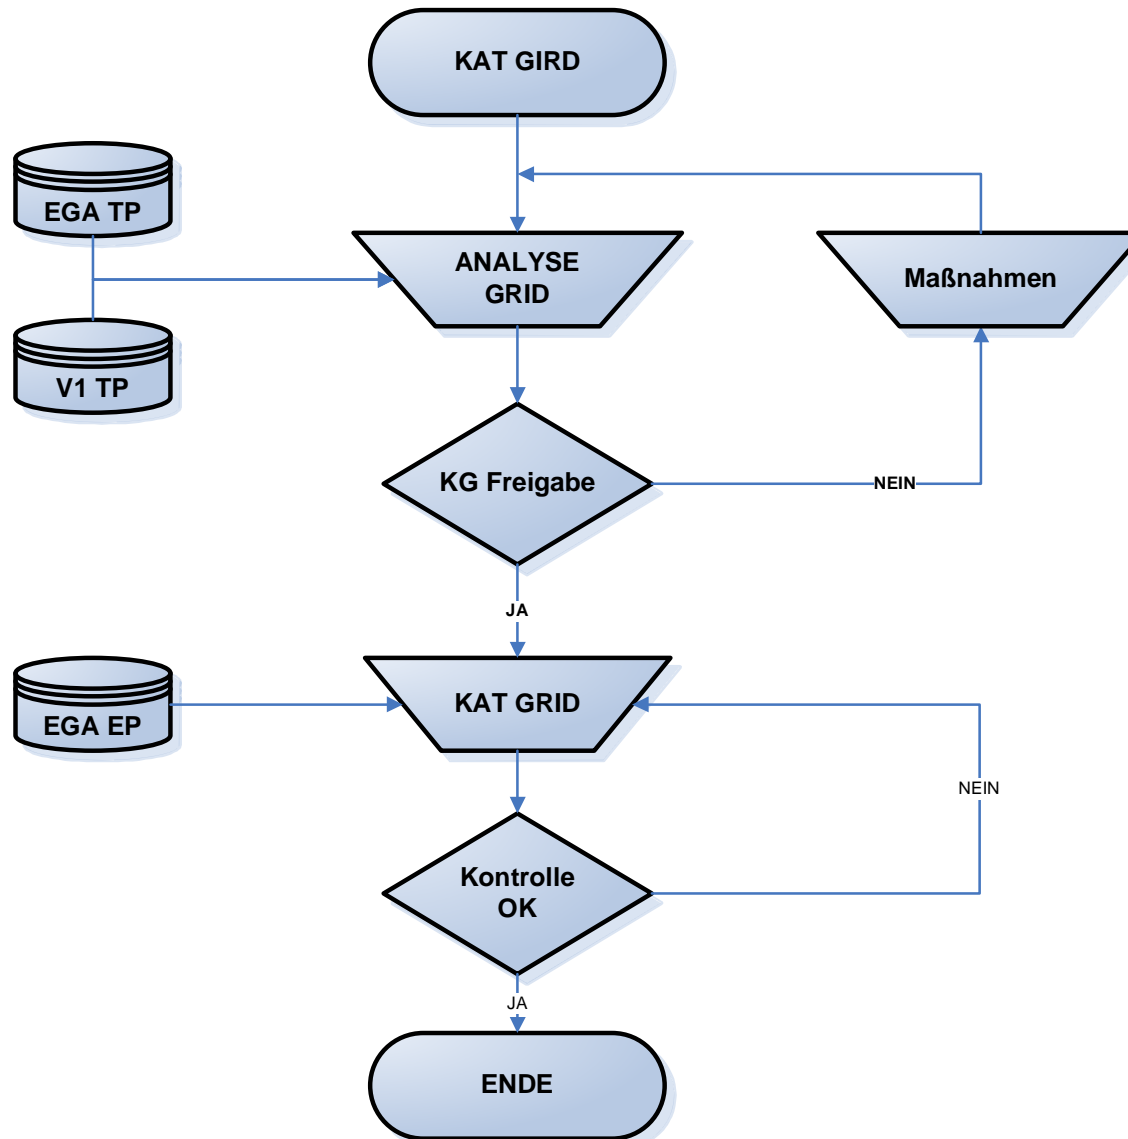 KAT GIRD
EGA TP
ANALYSE
GRID
Maßnahmen
V1 TP
KG Freigabe
NEIN
JA
EGA EP
KAT GRID
NEIN
Kontrolle
OK
JA
ENDE